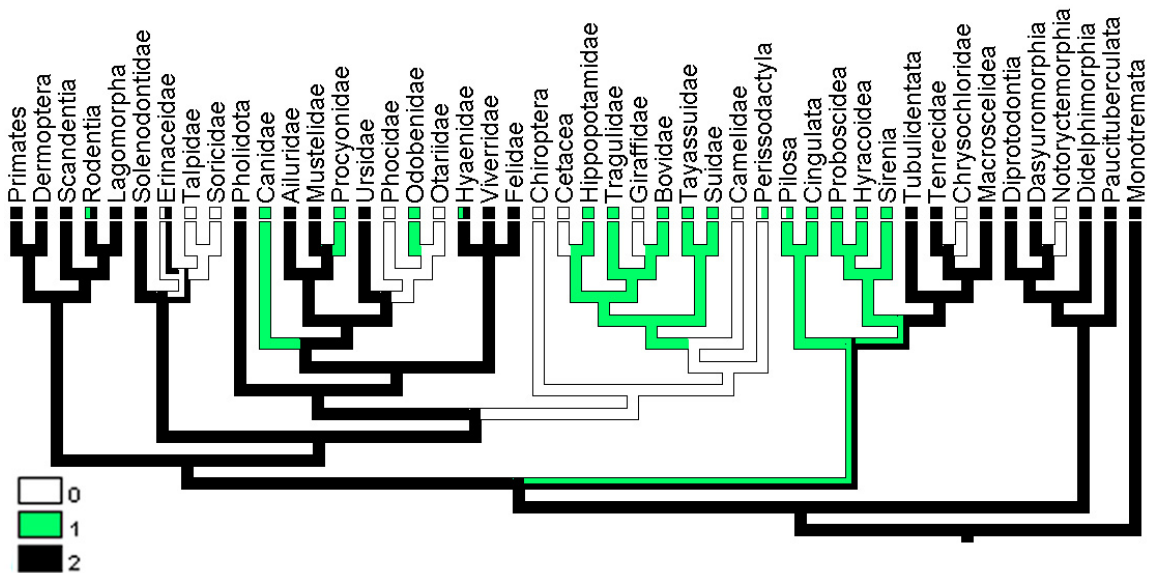 Primates
Dermoptera
Scandentia
Rodentia
Lagomorpha
Solenodontidae
Erinaceidae
Talpidae
Soricidae
Pholidota
Canidae
Ailuridae
Mustelidae
Procyonidae
Ursidae
Phocidae
Odobenidae
Otariidae
Hyaenidae
Viverridae
Felidae
Chiroptera
Cetacea
Hippopotamidae
Tragulidae
Giraffidae
Bovidae
Tayassuidae
Suidae
Camelidae
Perissodactyla
Pilosa
Cingulata
Proboscidea
Hyracoidea
Sirenia
Tubulidentata
Tenrecidae
Chrysochloridae
Macroscelidea
Diprotodontia
Dasyuromorphia
Notoryctemorphia
Didelphimorphia
Paucituberculata
Monotremata
0
1
2